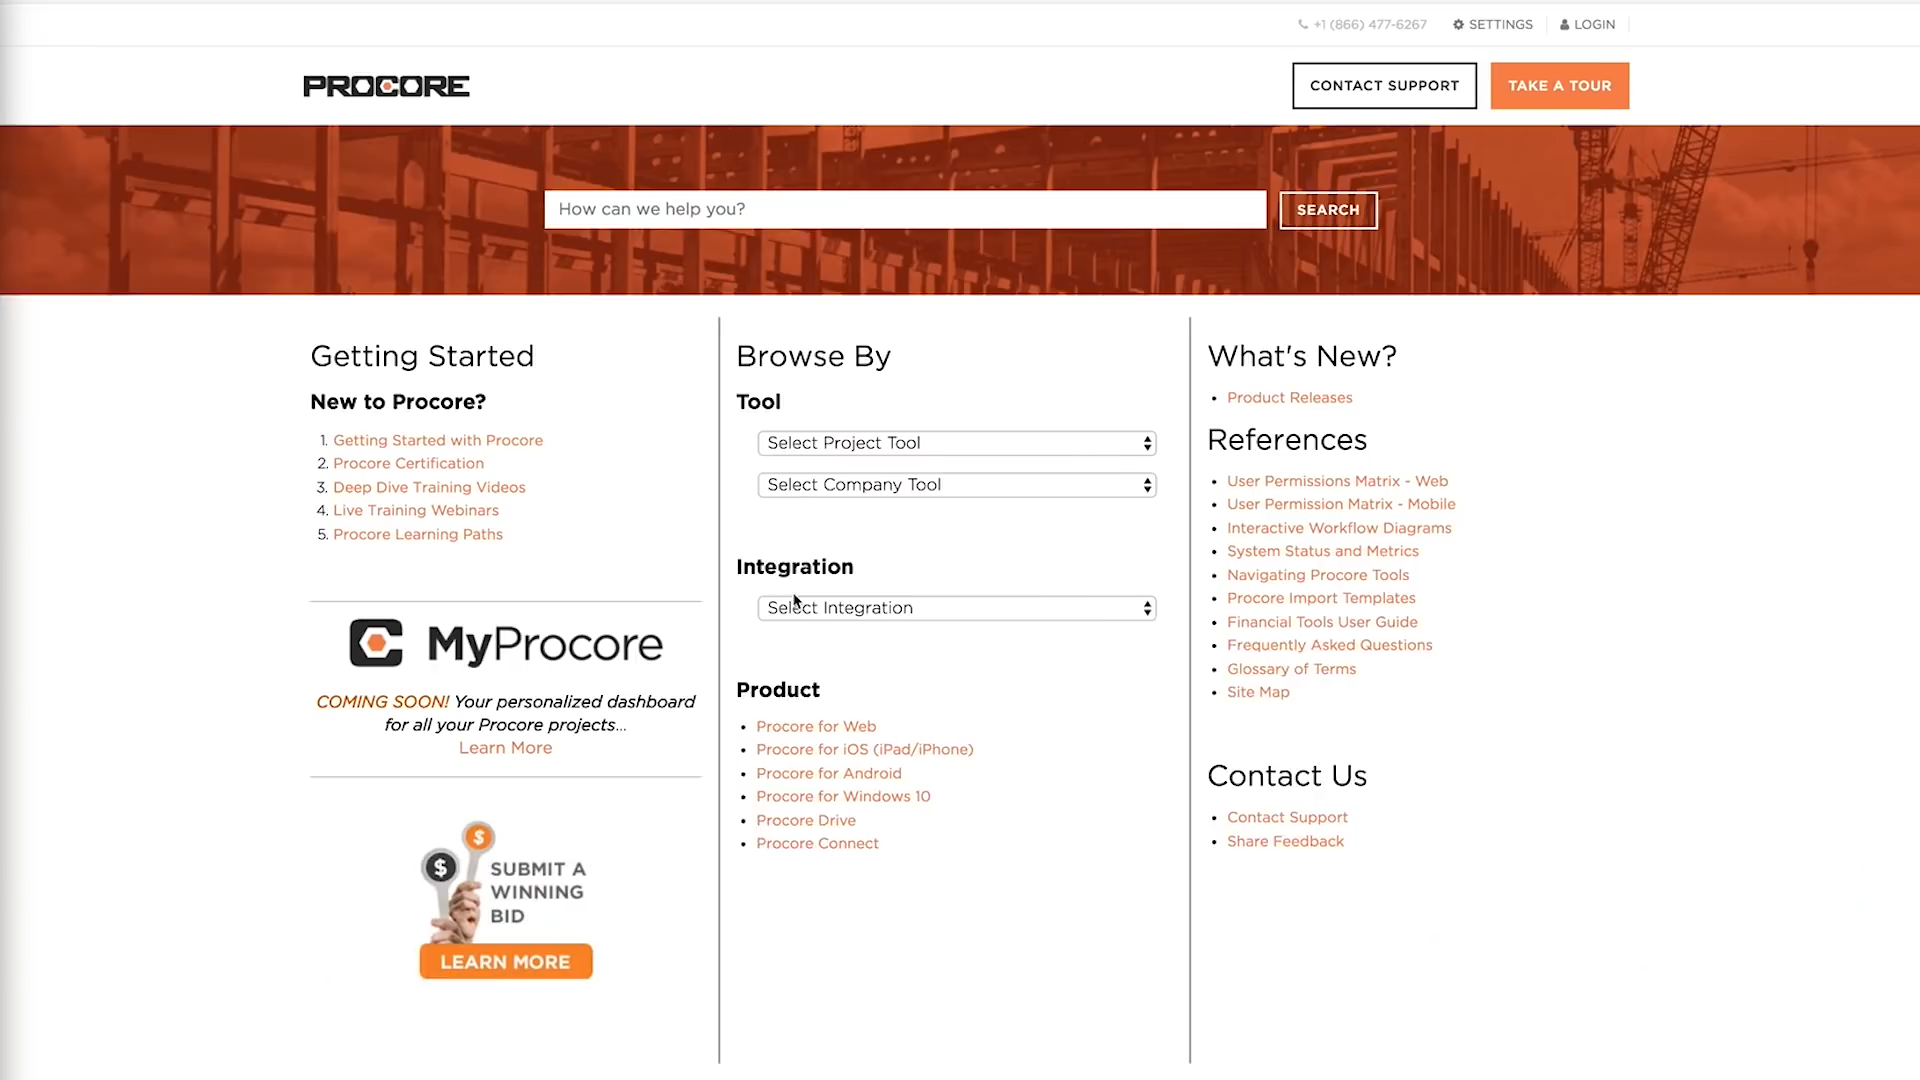 +1 (866) 477-6267 SETTINGS LOGIN
PROCORE CONTACT SUPPORT TAKE A TOUR
How can we help you? SEARCH
Getting Started
New to Procore?
1. Getting Started with Procore
2. Procore Certification
3. Deep Dive Training Videos
4. Live Training Webinars
5. Procore Learning Paths
MyProcore
COMING SOON! Your personalized dashboard
for all your Procore projects...
Learn More
$ $
SUBMIT A
WINNING
BID
LEARN MORE
Browse By
Tool
Select Project Tool
Select Company Tool
Integration
Select Integration
Product
• Procore for Web
• Procore for iOS (iPad/iPhone)
• Procore for Android
• Procore for Windows 10
• Procore Drive
• Procore Connect
What's New?
• Product Releases
References
• User Permissions Matrix - Web
• User Permission Matrix - Mobile
• Interactive Workflow Diagrams
• System Status and Metrics
• Navigating Procore Tools
• Procore Import Templates
• Financial Tools User Guide
• Frequently Asked Questions
• Glossary of Terms
• Site Map
Contact Us
• Contact Support
• Share Feedback